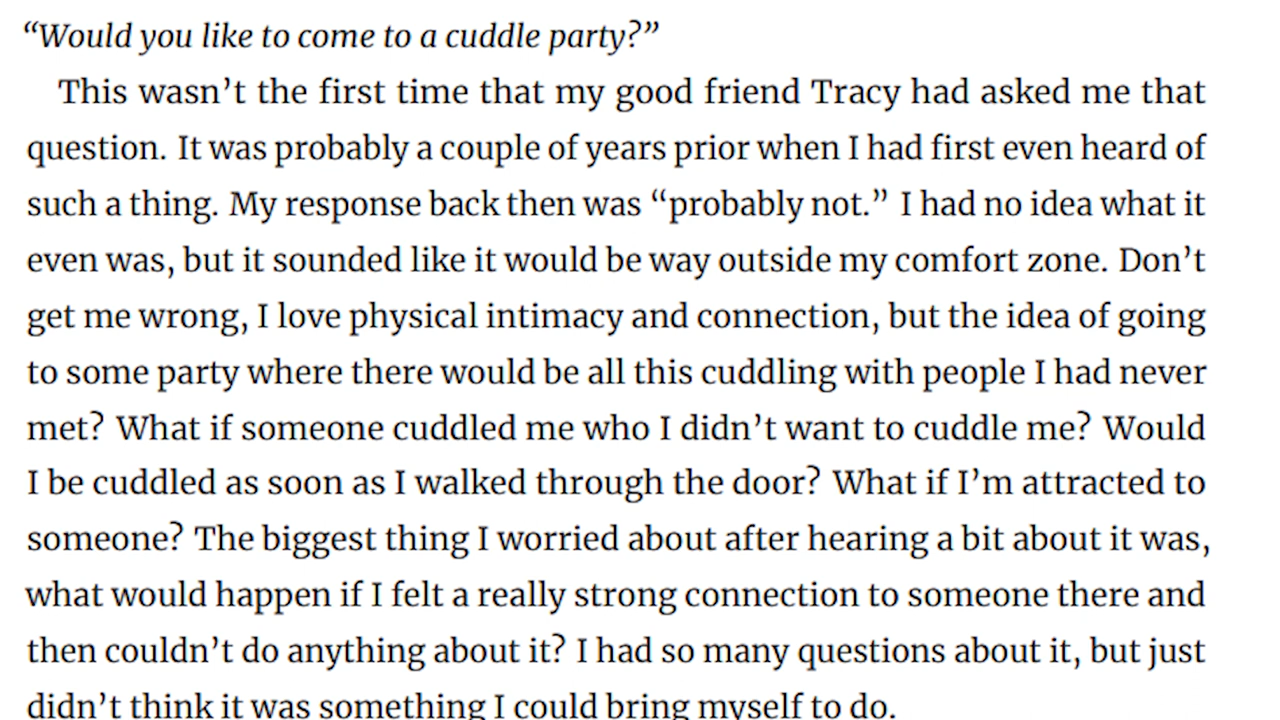 “Would you like to come to a cuddle party?”
This wasn’t the first time that my good friend Tracy had asked me that
question. It was probably a couple of years prior when I had first even heard of
such a thing. My response back then was “probably not.” I had no idea what it
even was, but it sounded like it would be way outside my comfort zone. Don’t
get me wrong, I love physical intimacy and connection, but the idea of going
to some party where there would be all this cuddling with people I had never
met? What if someone cuddled me who I didn’t want to cuddle me? Would
I be cuddled as soon as I walked through the door? What if I’m attracted to
someone? The biggest thing I worried about after hearing a bit about it was,
what would happen if I felt a really strong connection to someone there and
then couldn’t do anything about it? I had so many questions about it, but just
didn’t think it was something I could bring myself to do.